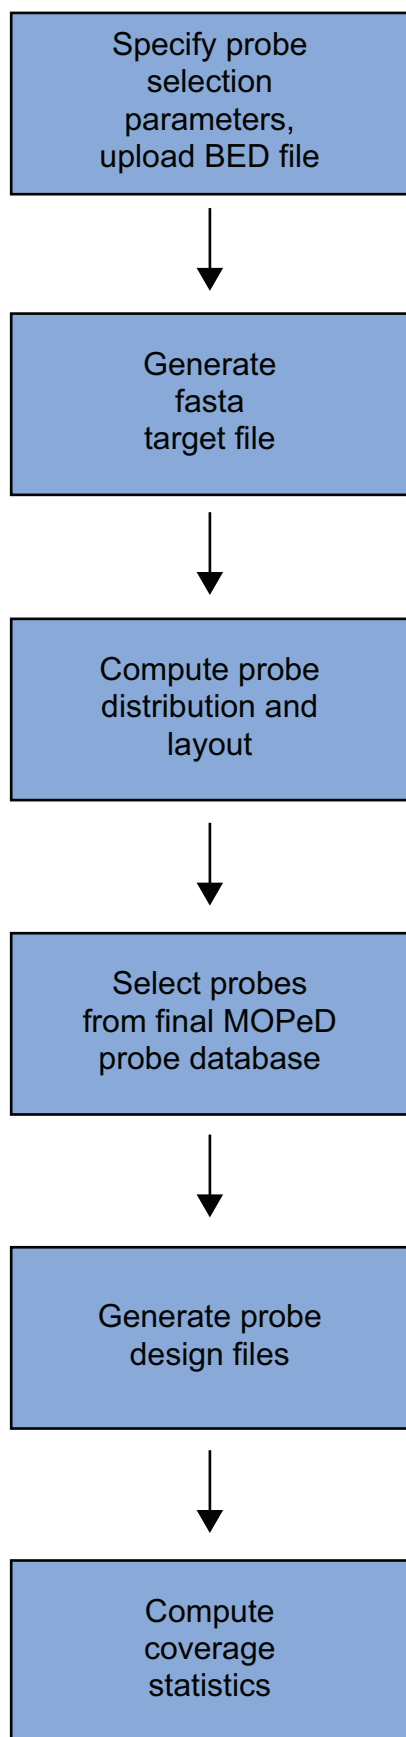 Specify probe
selection
parameters,
upload BED file
Generate
fasta
target file
Compute probe
distribution and
layout
Select probes
from final MOPeD
probe database
Generate probe
design files
Compute
coverage
statistics